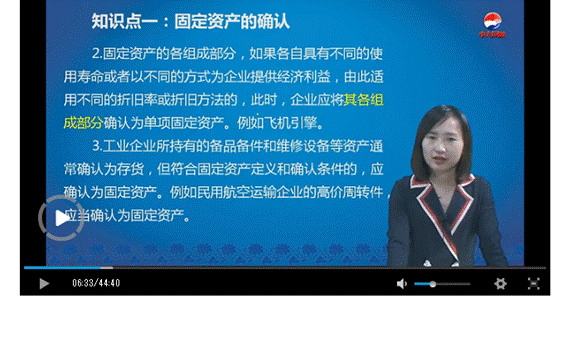 知识点一：固定资产的确认
2.固定资产的各组成部分，如果各自具有不同的使
用寿命或者以不同的方式为企业提供经济利益，由此适
用不同的折旧率或折旧方法的，此时，企业应将其各组
成部分确认为单项固定资产。例如飞机引擎。
3.工业企业所持有的备品备件和维修设备等资产通
常确认为存货，但符合固定资产定义和确认条件的，应
确认为固定资产。例如民用航空运输企业的高价周转件，
应当确认为固定资产。
06:33/44:40